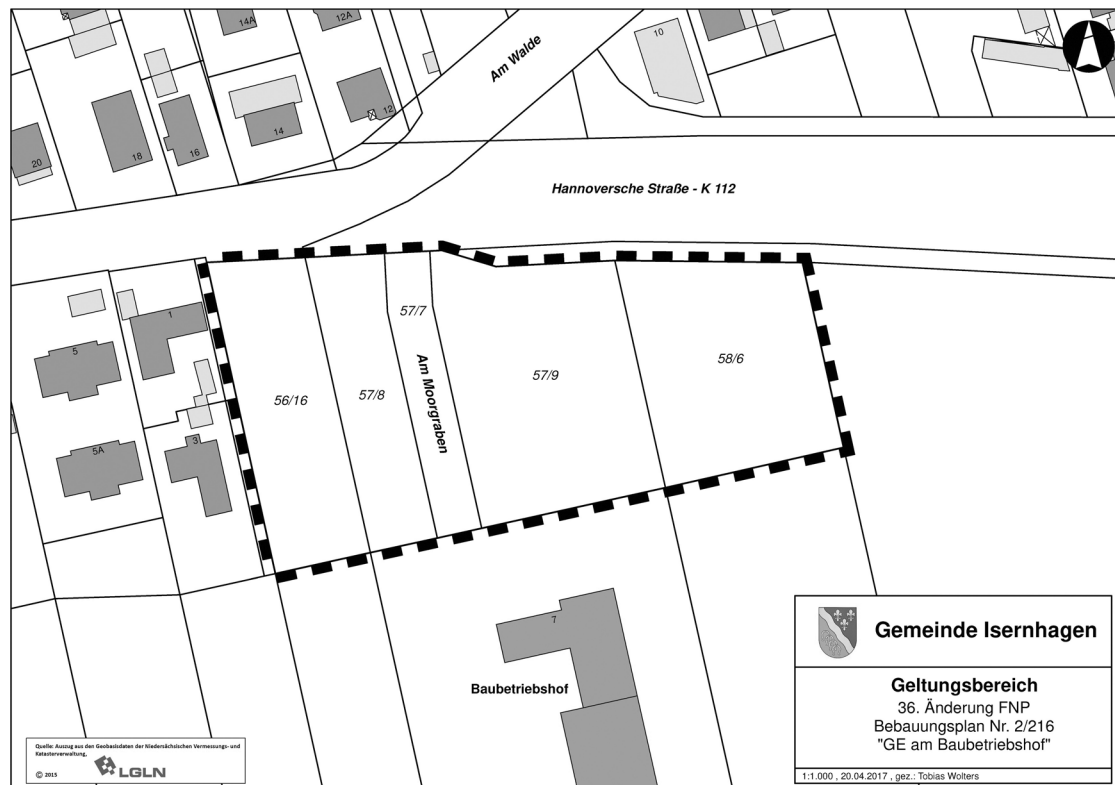 14A
12A
10
Am Walde
12
14
16
18
20
Hannoversche Straße - K 112
1
5
57/7
58/6
57/9
57/8
56/16
Am Moorgraben
3
5A
7
Baubetriebshof
Gemeinde Isernhagen
Geltungsbereich
36. Änderung FNP
Bebauungsplan Nr. 2/216
"GE am Baubetriebshof"
1:1.000 , 20.04.2017 , gez.: Tobias Wolters
Quelle: Auszug aus den Geobasisdaten der Niedersächsischen Vermessungs- und
Katasterverwaltung,
© 2015
LGLN